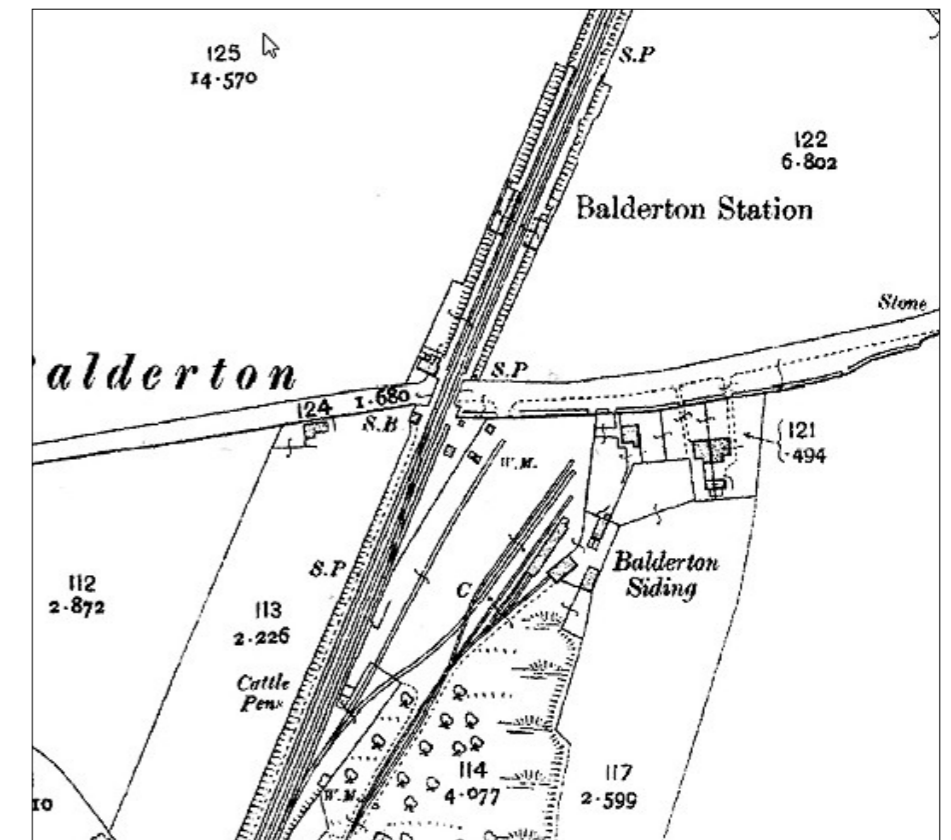 125
14·570
S.P
122
6·802
Balderton Station
Stone
alderton
S.P
124
1·680
S.B
121
·494
W.M.
S.P
Balderton
Siding
C
112
2·872
113
2·226
Cattle
Pens
114
4·077
117
2·599
W.M.
10